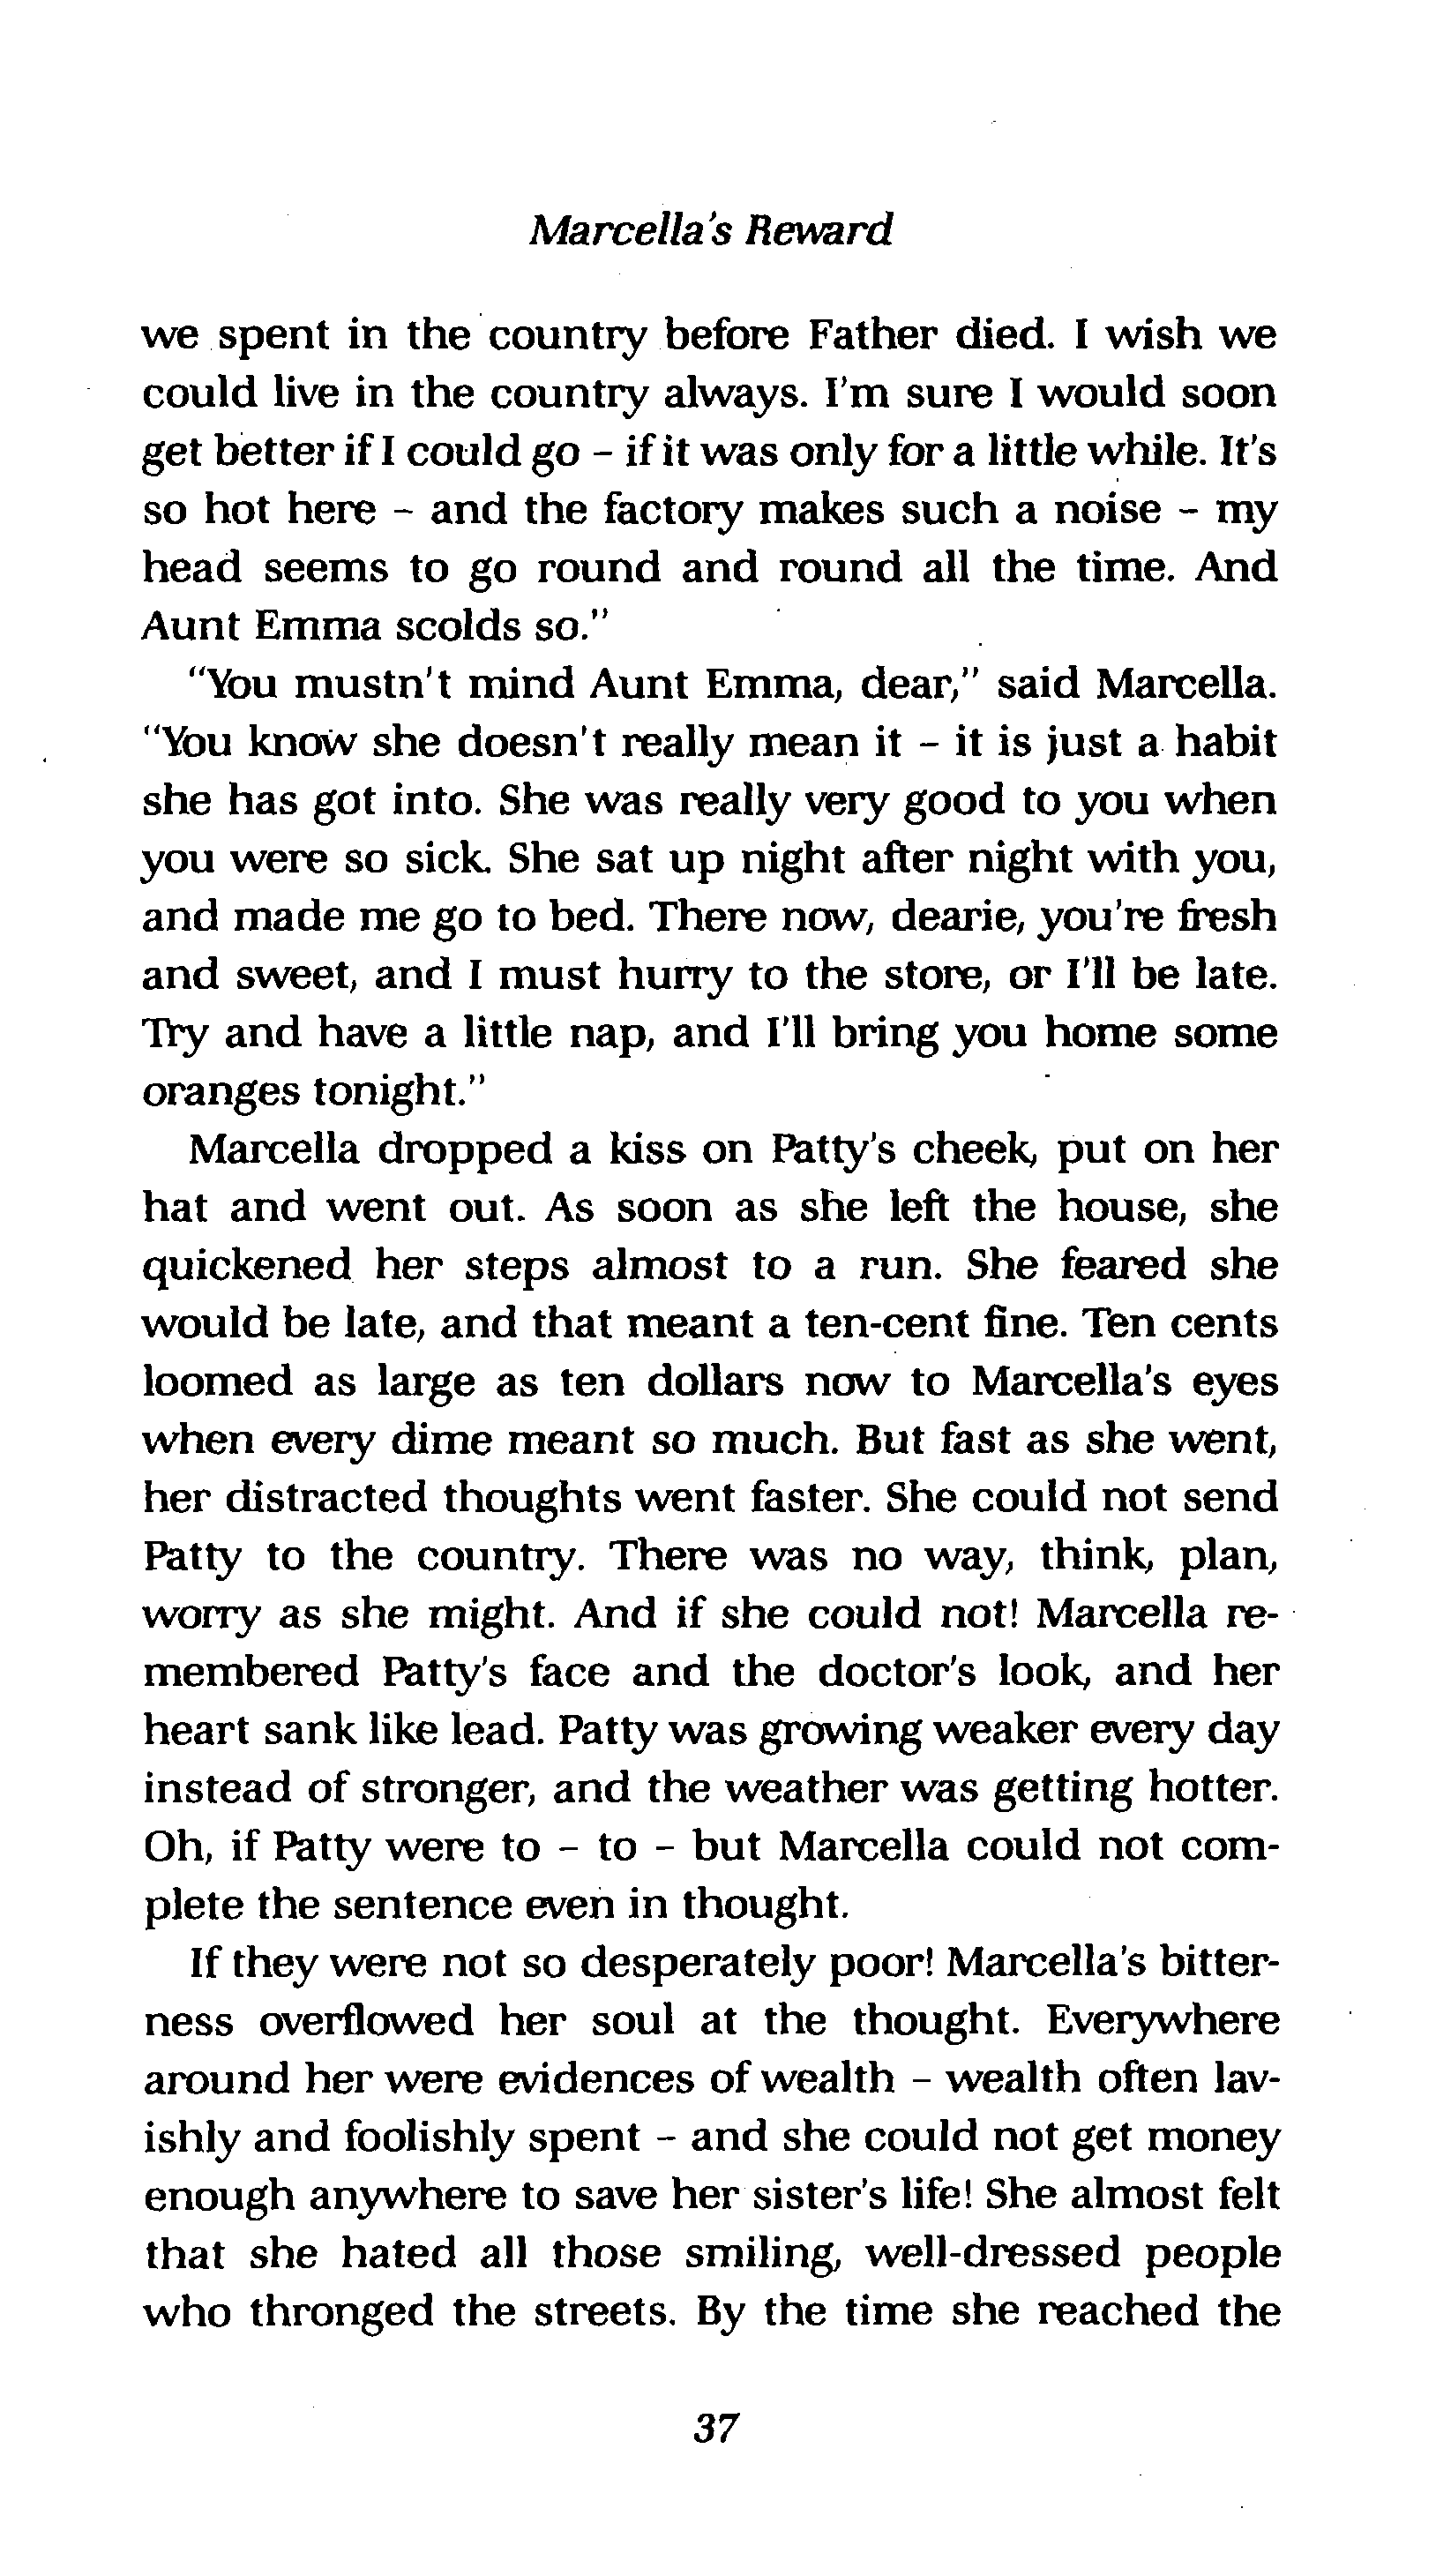 Marcella's Reward
we spent in the country before Father died. I wish we
could live in the country always. I'm sure I would soon
get better if I could go – if it was only for a little while. It's
so hot here – and the factory makes such a noise – my
head seems to go round and round all the time. And
Aunt Emma scolds so."
"You mustn't mind Aunt Emma, dear," said Marcella.
"You know she doesn't really mean it – it is just a habit
she has got into. She was really very good to you when
you were so sick. She sat up night after night with you,
and made me go to bed. There now, dearie, you're fresh
and sweet, and I must hurry to the store, or I'll be late.
Try and have a little nap, and I'll bring you home some
oranges tonight."
Marcella dropped a kiss on Patty's cheek, put on her
hat and went out. As soon as she left the house, she
quickened her steps almost to a run. She feared she
would be late, and that meant a ten-cent fine. Ten cents
loomed as large as ten dollars now to Marcella's eyes
when every dime meant so much. But fast as she went,
her distracted thoughts went faster. She could not send
Patty to the country. There was no way, think, plan,
worry as she might. And if she could not! Marcella re-
membered Patty's face and the doctor's look, and her
heart sank like lead. Patty was growing weaker every day
instead of stronger, and the weather was getting hotter.
Oh, if Patty were to – to – but Marcella could not com-
plete the sentence even in thought.
If they were not so desperately poor! Marcella's bitter-
ness overflowed her soul at the thought. Everywhere
around her were evidences of wealth – wealth often lav-
ishly and foolishly spent – and she could not get money
enough anywhere to save her sister's life! She almost felt
that she hated all those smiling, well-dressed people
who thronged the streets. By the time she reached the
37